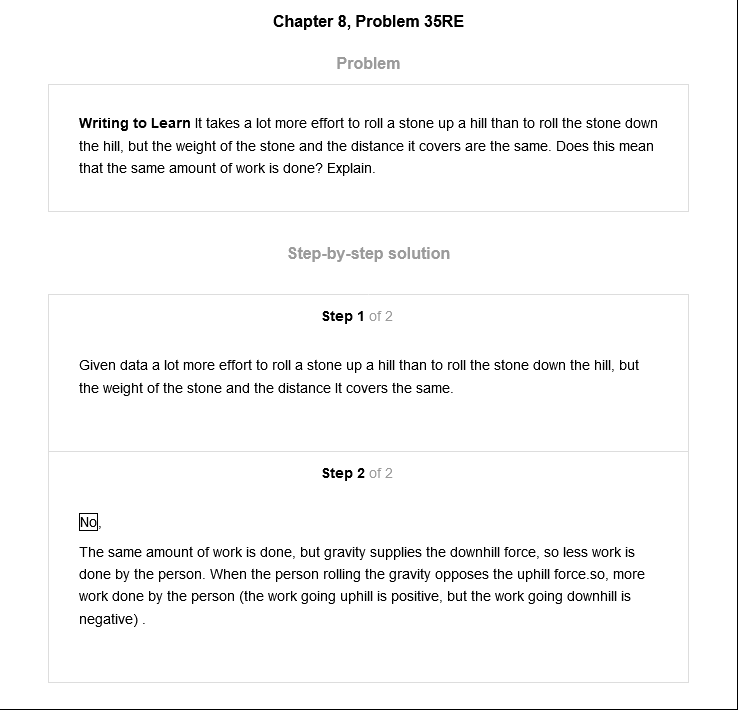 Chapter 8, Problem 35RE
Problem
Writing to Learn It takes a lot more effort to roll a stone up a hill than to roll the stone down
the hill, but the weight of the stone and the distance it covers are the same. Does this mean
that the same amount of work is done? Explain.
Step-by-step solution
Step 1 of 2
Given data a lot more effort to roll a stone up a hill than to roll the stone down the hill, but
the weight of the stone and the distance It covers the same.
Step 2 of 2
No,
The same amount of work is done, but gravity supplies the downhill force, so less work is
done by the person. When the person rolling the gravity opposes the uphill force.so, more
work done by the person (the work going uphill is positive, but the work going downhill is
negative) .